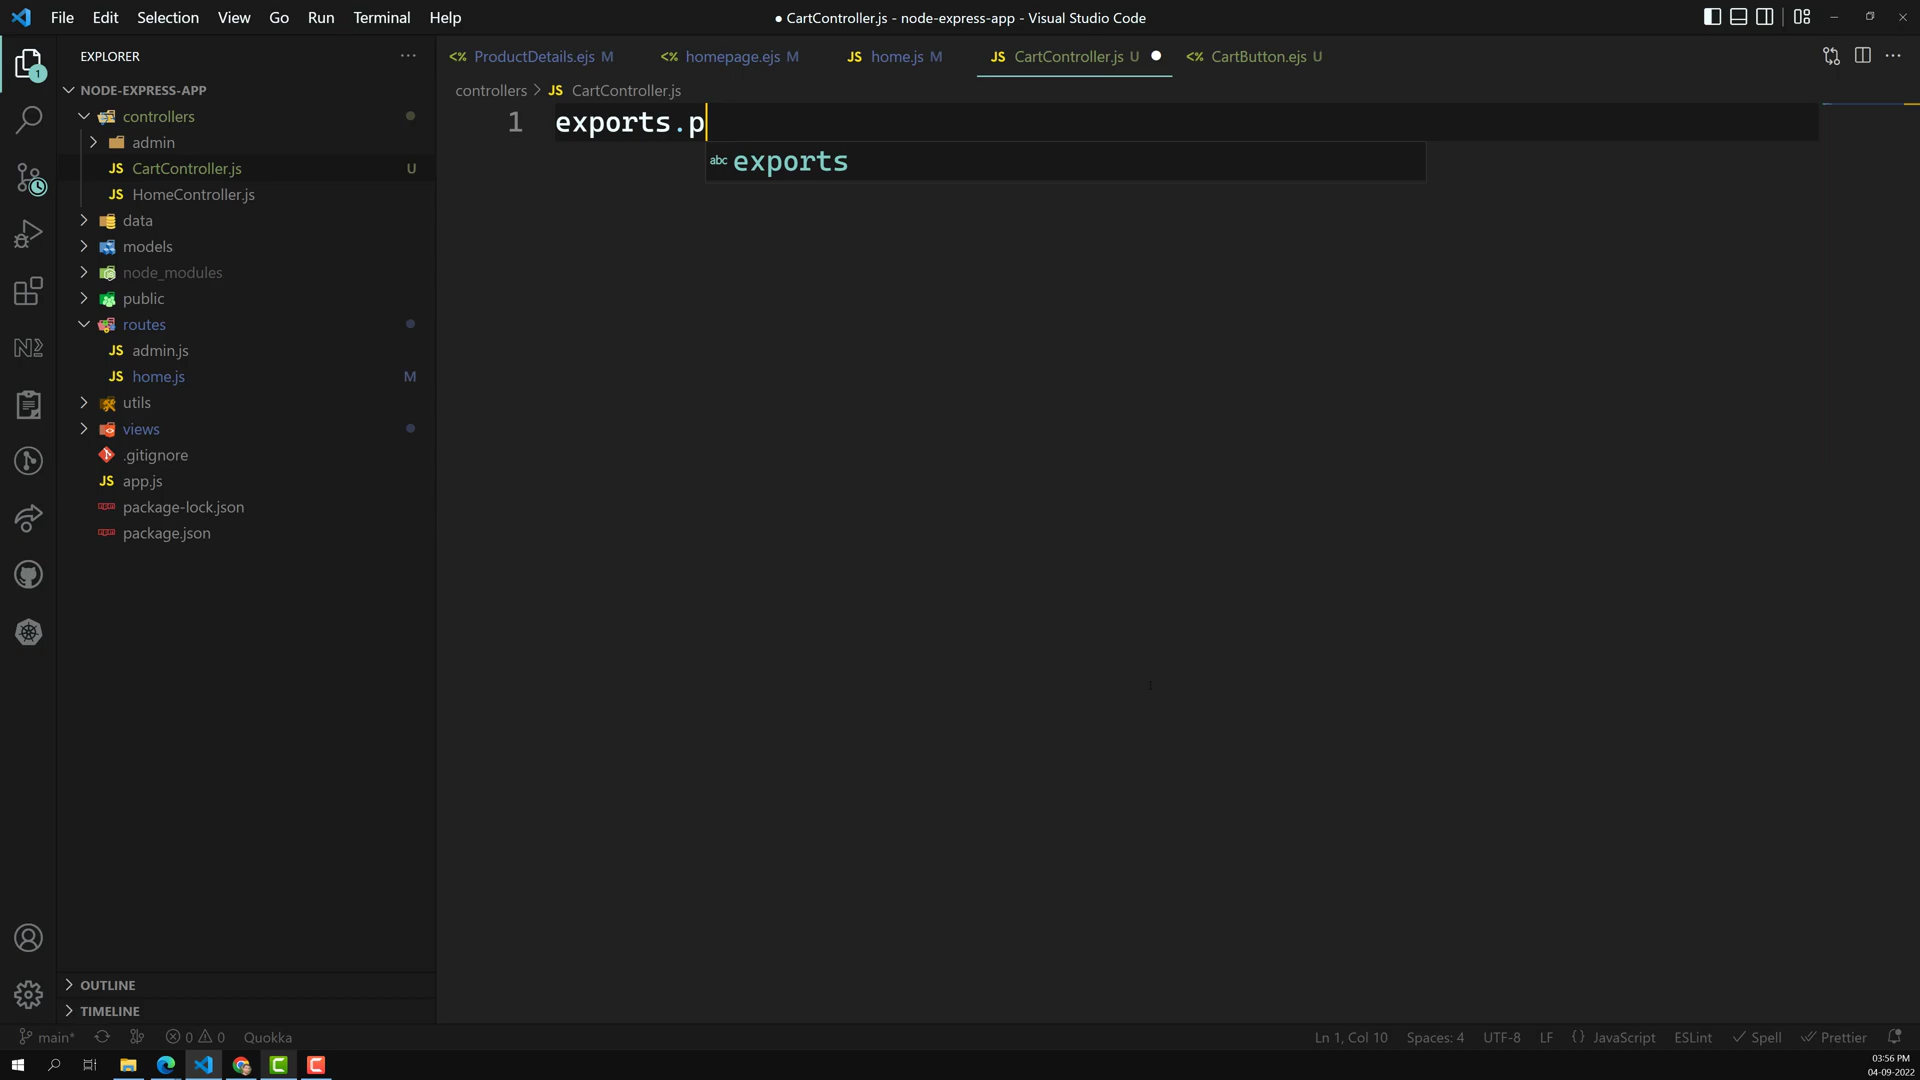 File Edit Selection View Go Run Terminal Help
● CartController.js - node-express-app - Visual Studio Code
EXPLORER
<% ProductDetails.ejs M
<% homepage.ejs M
JS home.js M
JS CartController.js U
<% CartButton.ejs U
NODE-EXPRESS-APP
controllers > JS CartController.js
controllers
admin
JS CartController.js U
JS HomeController.js
data
models
node_modules
public
routes
JS admin.js
JS home.js M
utils
views
.gitignore
JS app.js
package-lock.json
package.json
OUTLINE
TIMELINE
1 exports.p
abc exports
1
main* 0 0 Quokka
Ln 1, Col 10 Spaces: 4 UTF-8 LF {} JavaScript ESLint Spell Prettier
03:56 PM
04-09-2022